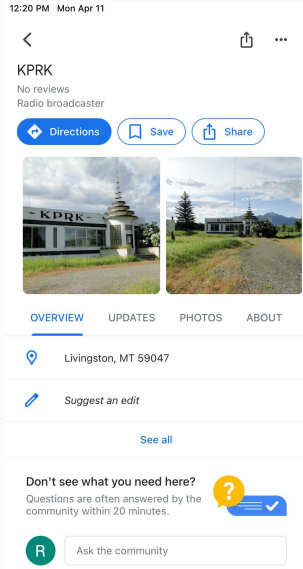 12:20 PM Mon Apr 11
KPRK
No reviews
Radio broadcaster
Directions
Save
Share
- KPRK -
KPRK
OVERVIEW UPDATES PHOTOS ABOUT
Livingston, MT 59047
Suggest an edit
See all
Don't see what you need here?
Questions are often answered by the
community within 20 minutes.
?
R
Ask the community